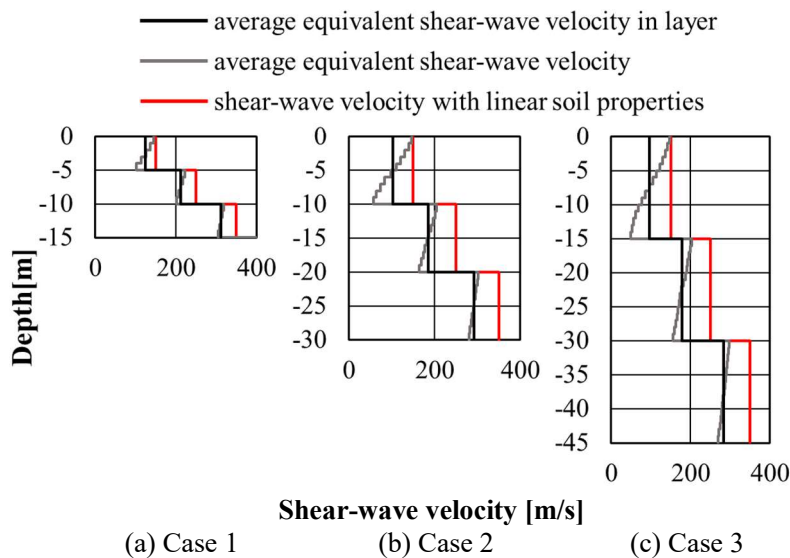 average equivalent shear-wave velocity in layer
average equivalent shear-wave velocity
shear-wave velocity with linear soil properties
Depth[m]
0
-5
-10
-15
0 200 400
0
-5
-10
-15
-20
-25
-30
0 200 400
0
-5
-10
-15
-20
-25
-30
-35
-40
-45
0 200 400
Shear-wave velocity [m/s]
(a) Case 1 (b) Case 2 (c) Case 3